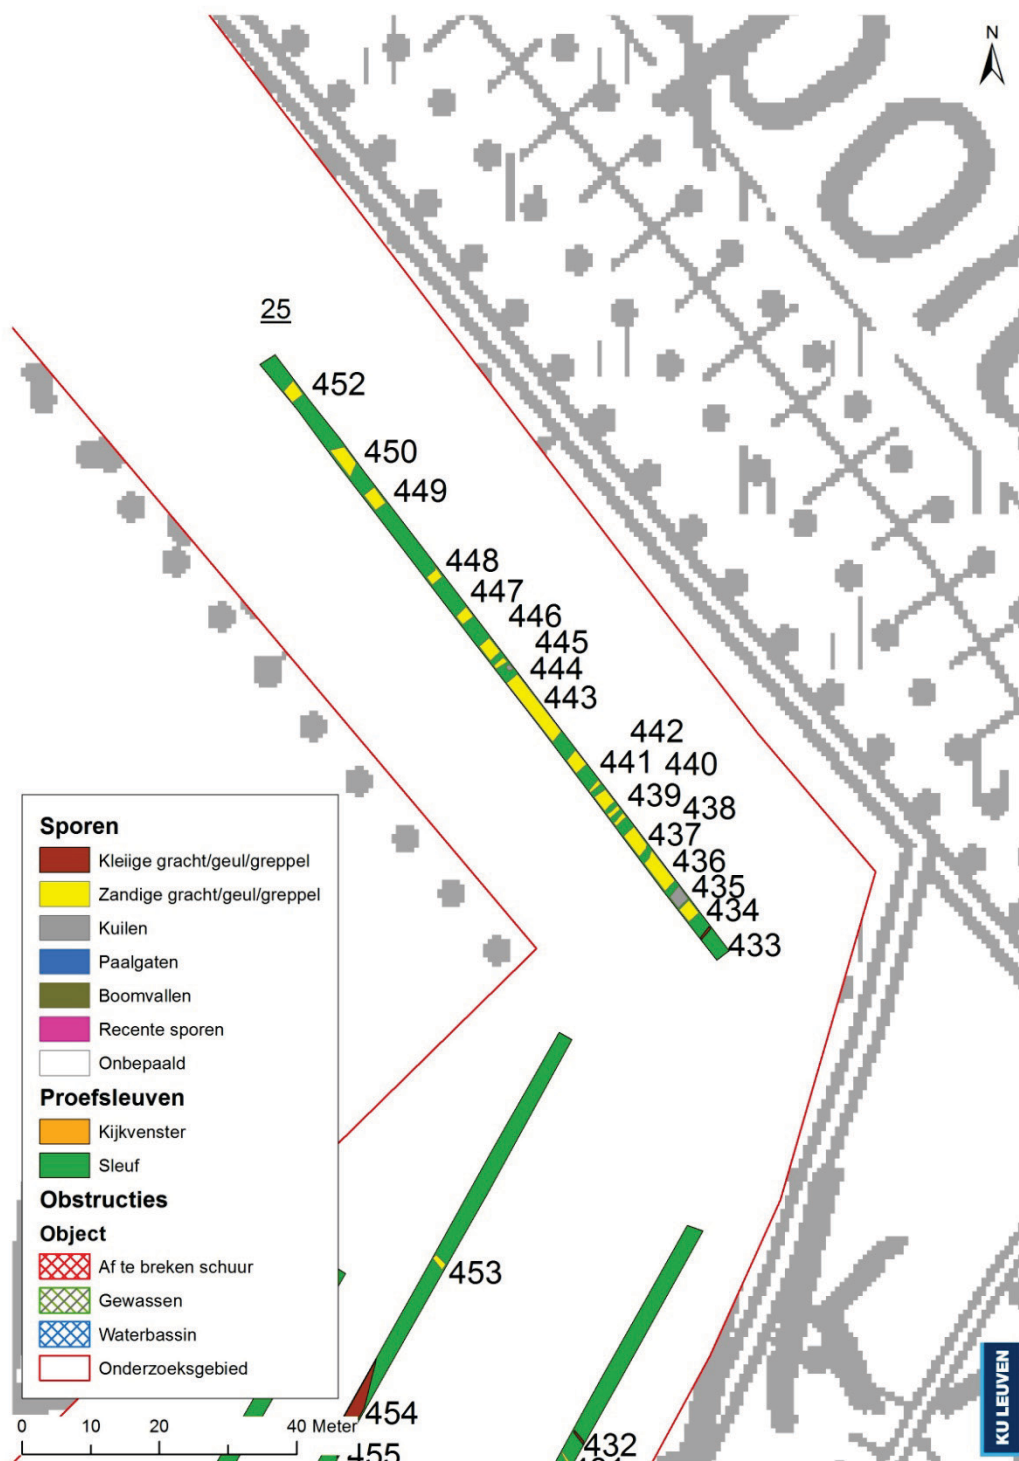 N
25
452
450
449
448
447
446
445
444
443
442
441 440
439 438
437
436
435
434
433
Sporen
Kleiige gracht/geul/greppel
Zandige gracht/geul/greppel
Kuilen
Paalgaten
Boomvallen
Recente sporen
Onbepaald
Proefsleuven
Kijkvenster
Sleuf
Obstructies
Object
Af te breken schuur
Gewassen
Waterbassin
Onderzoeksgebied
453
454
455
432
0 10 20 40 Meter
KU LEUVEN